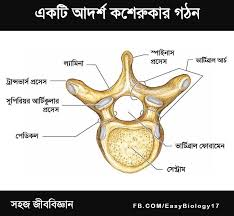 একটি আদর্শ কশেরুকার গঠন
স্পাইনাস
প্রসেস
ল্যামিনা
ভার্টিব্রাল আর্চ
ট্রান্সভার্স প্রসেস
সুপিরিয়র আর্টিকুলার
প্রসেস
পেডিকল
ভার্টিব্রাল ফোরামেন
সেন্ট্রাম
সহজ জীববিজ্ঞান
FB.COM/EasyBiology17